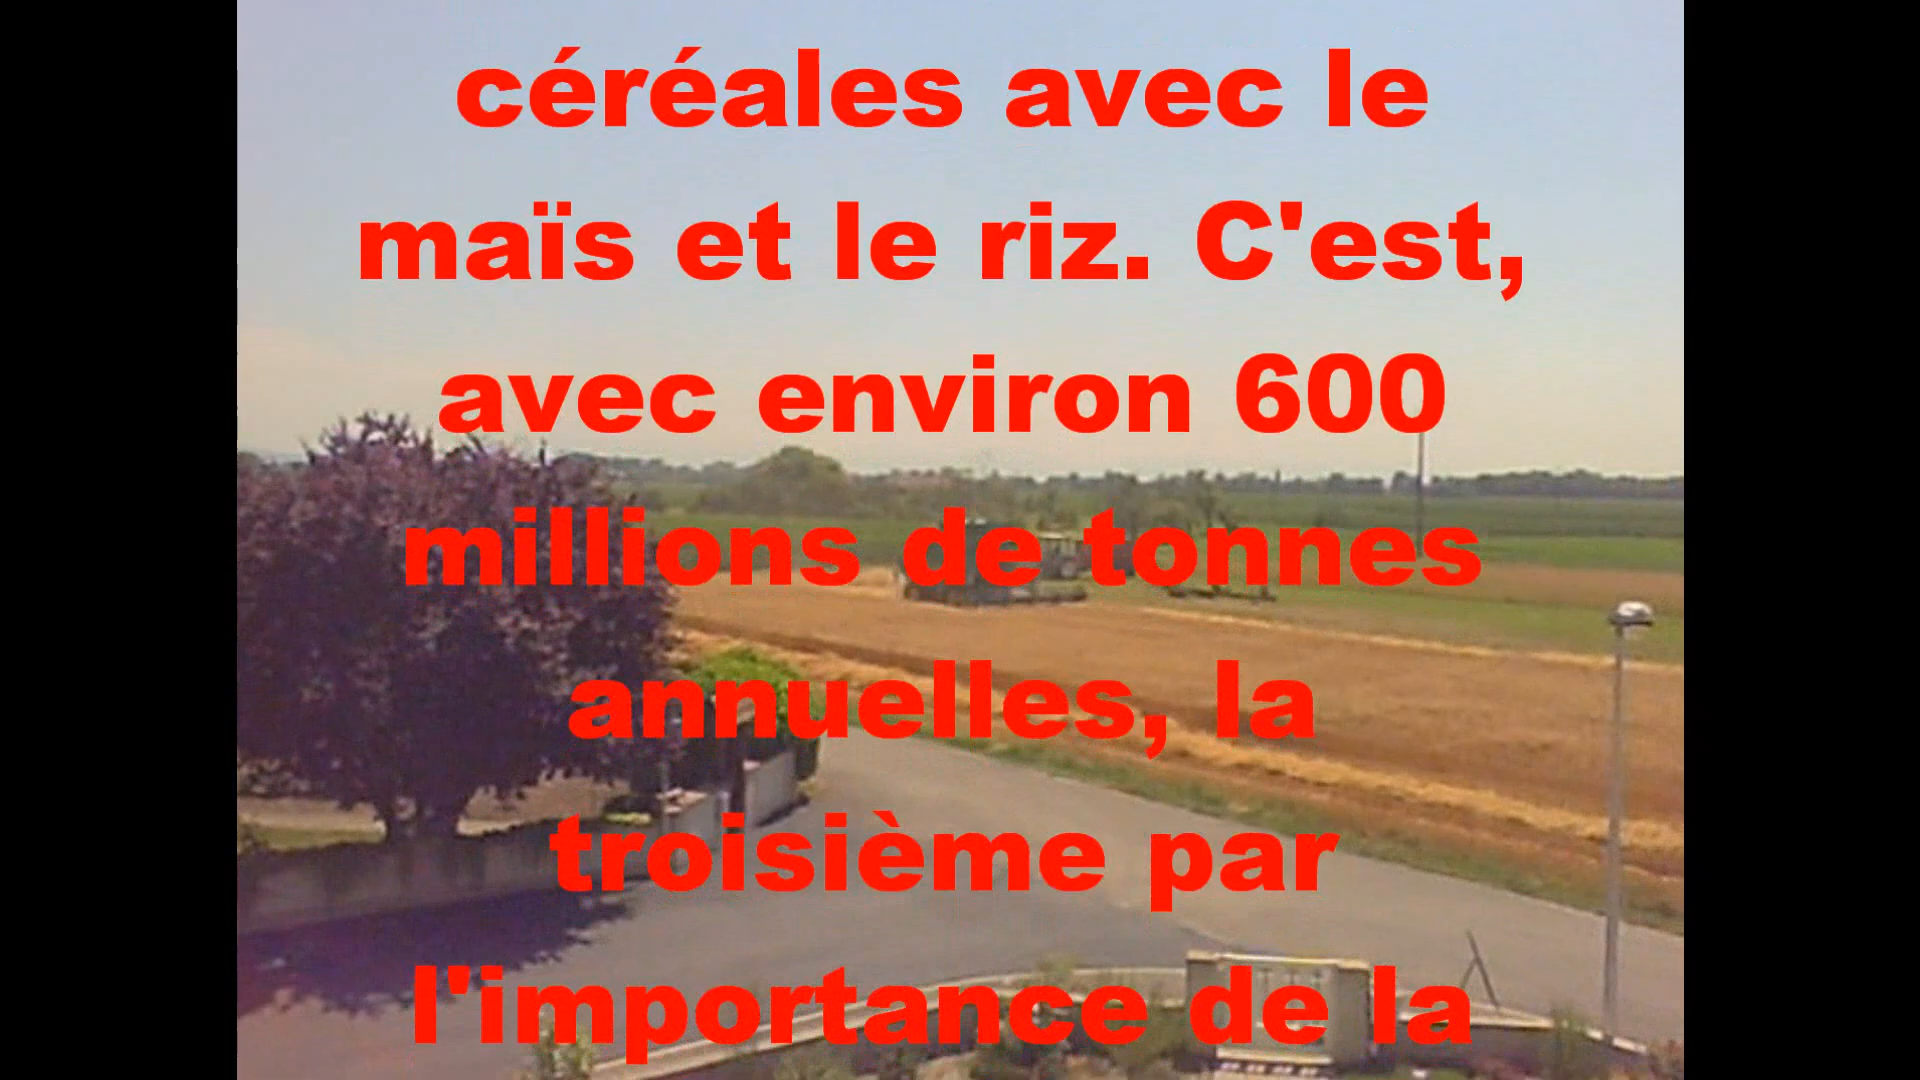 céréales avec le
maïs et le riz. C'est,
avec environ 600
millions de tonnes
annuelles, la
troisième par
l'importance de la